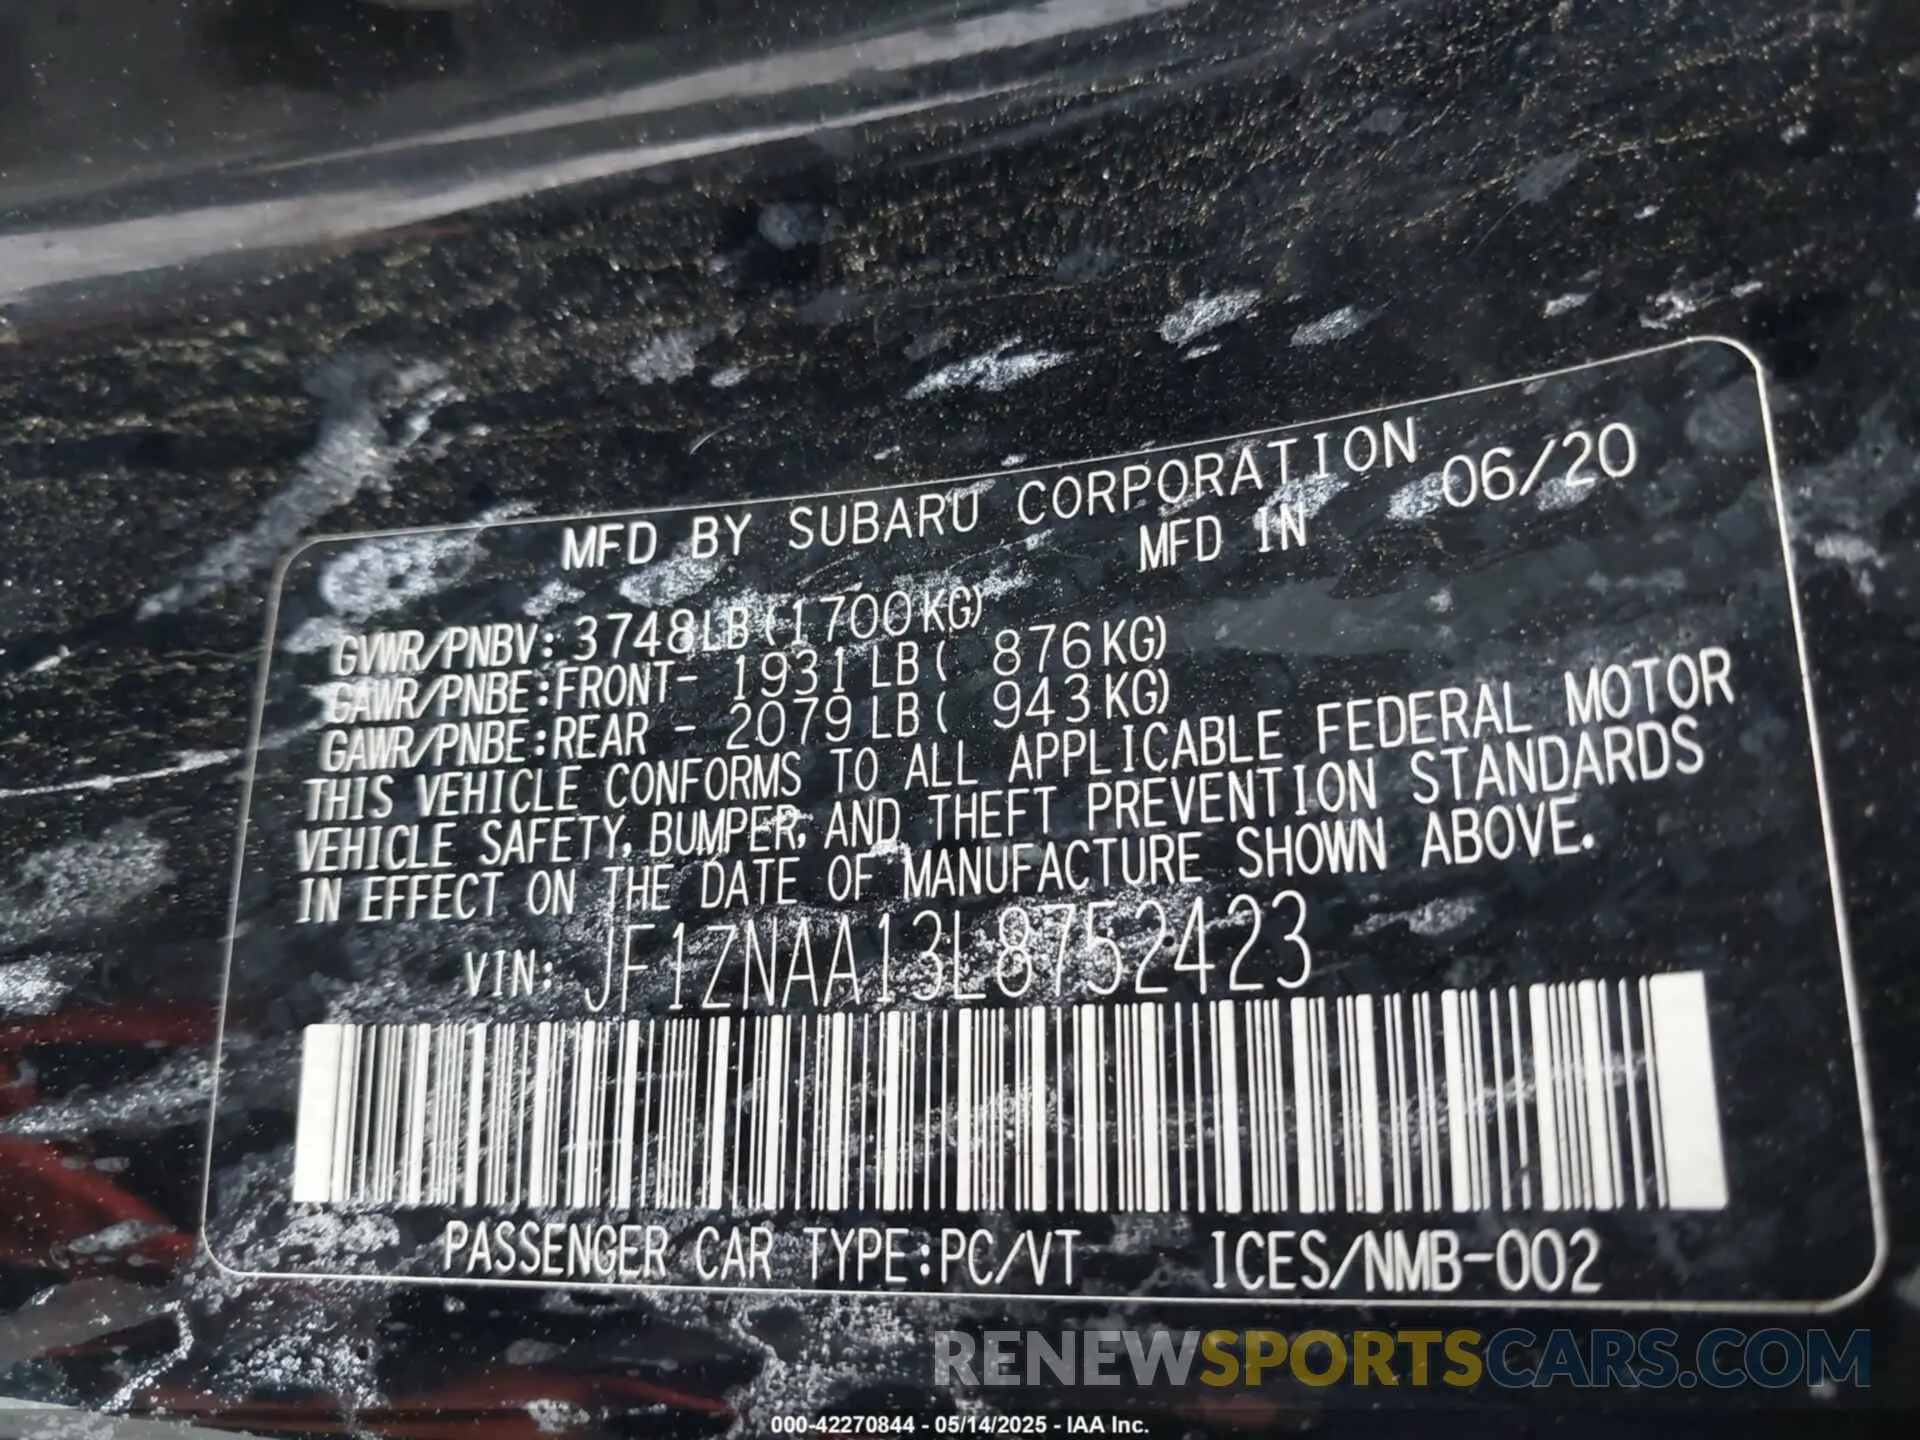 MFD BY SUBARU CORPORATION
MFD IN 06/20
GVWR/PNBV: 3748LB(1700KG)
GAWR/PNBE:FRONT- 1931LB( 876KG)
GAWR/PNBE:REAR - 2079LB( 943KG)
THIS VEHICLE CONFORMS TO ALL APPLICABLE FEDERAL MOTOR
VEHICLE SAFETY, BUMPER, AND THEFT PREVENTION STANDARDS
IN EFFECT ON THE DATE OF MANUFACTURE SHOWN ABOVE.
VIN: JF1ZNAA13L8752423
PASSENGER CAR TYPE:PC/VT ICES/NMB-002
RENEWSPORTSCARS.COM
000-42270844 - 05/14/2025 - IAA Inc.